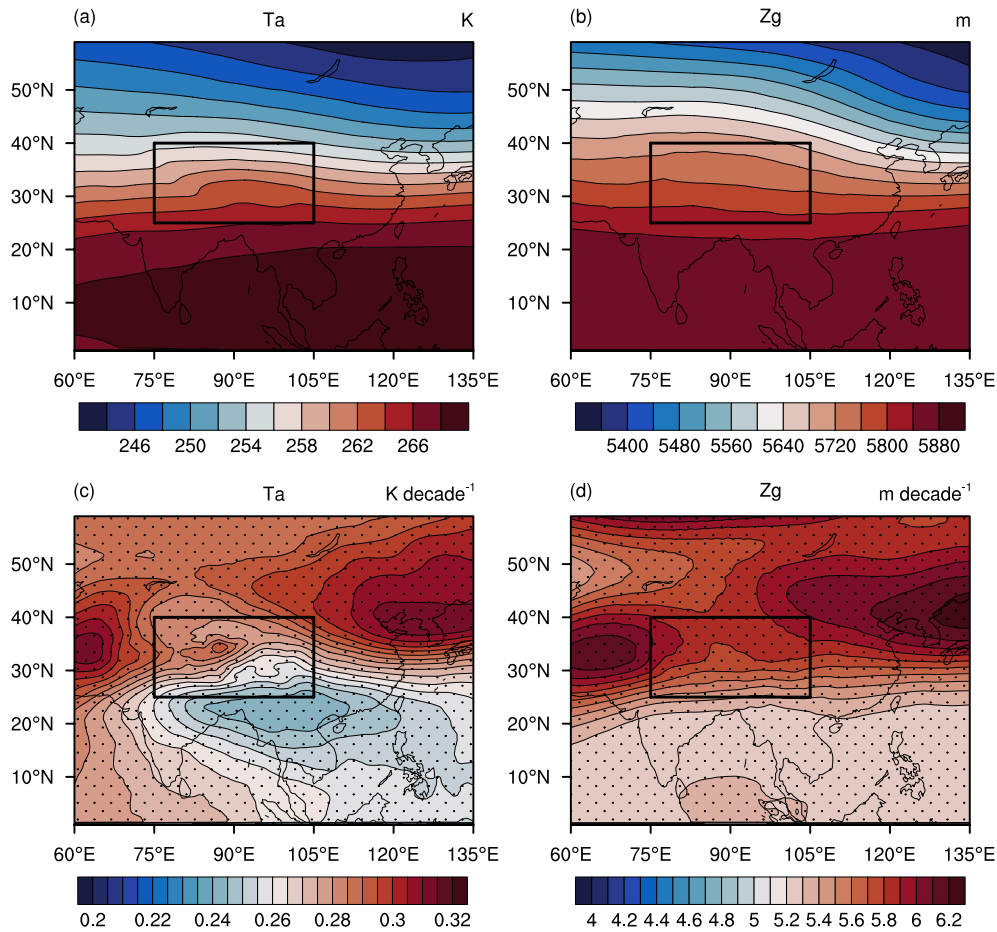 (a) Ta K
(b) Zg m
50°N
40°N
30°N
20°N
10°N
60°E 75°E 90°E 105°E 120°E 135°E
246 250 254 258 262 266
50°N
40°N
30°N
20°N
10°N
60°E 75°E 90°E 105°E 120°E 135°E
5400 5480 5560 5640 5720 5800 5880
(c) Ta K decade⁻¹
(d) Zg m decade⁻¹
50°N
40°N
30°N
20°N
10°N
60°E 75°E 90°E 105°E 120°E 135°E
0.2 0.22 0.24 0.26 0.28 0.3 0.32
50°N
40°N
30°N
20°N
10°N
60°E 75°E 90°E 105°E 120°E 135°E
4 4.2 4.4 4.6 4.8 5 5.2 5.4 5.6 5.8 6 6.2